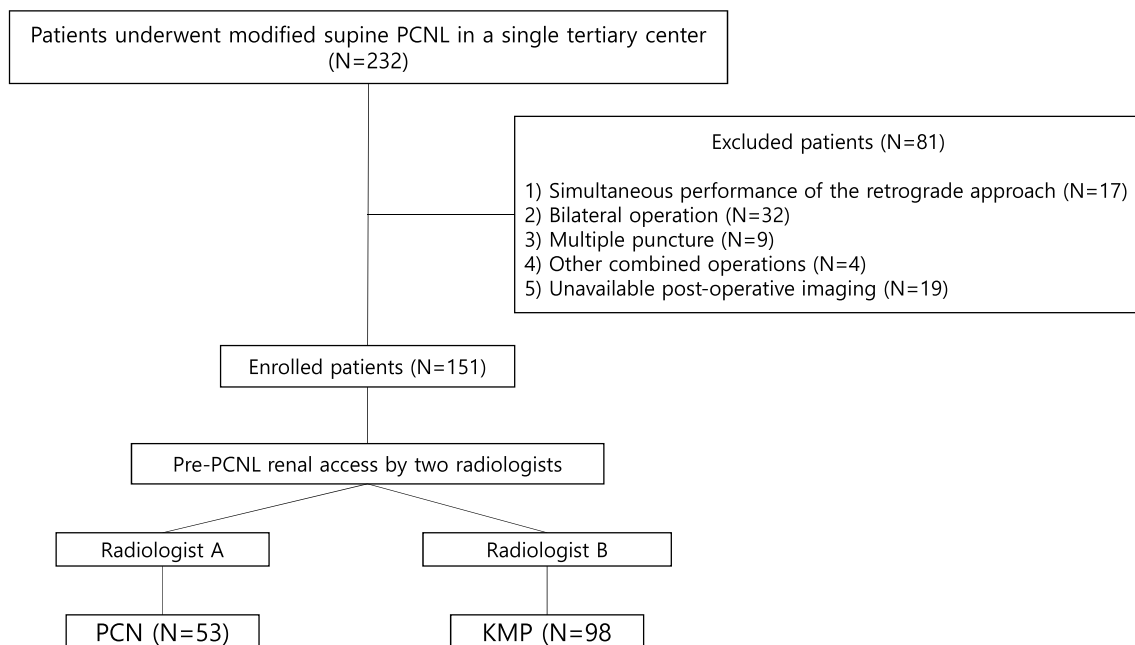 Patients underwent modified supine PCNL in a single tertiary center
(N=232)
Excluded patients (N=81)
1) Simultaneous performance of the retrograde approach (N=17)
2) Bilateral operation (N=32)
3) Multiple puncture (N=9)
4) Other combined operations (N=4)
5) Unavailable post-operative imaging (N=19)
Enrolled patients (N=151)
Pre-PCNL renal access by two radiologists
Radiologist A
Radiologist B
PCN (N=53)
KMP (N=98